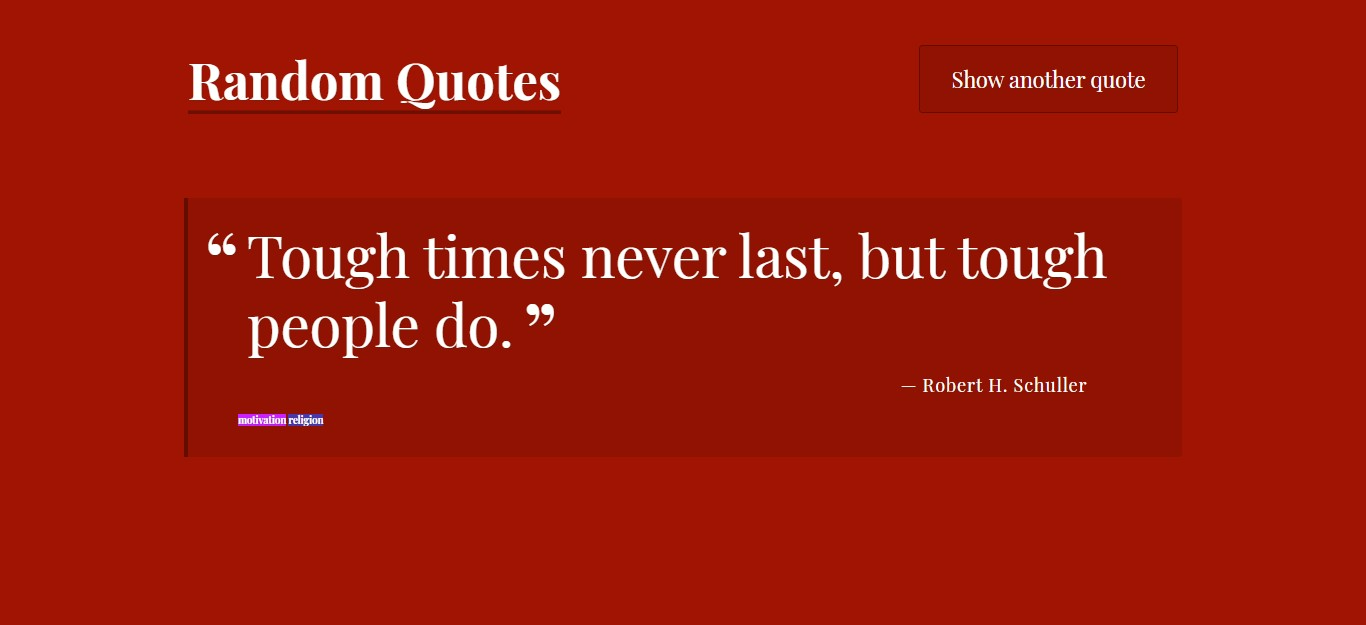 Random Quotes
Show another quote
“ Tough times never last, but tough
people do. ”
— Robert H. Schuller
motivation religion